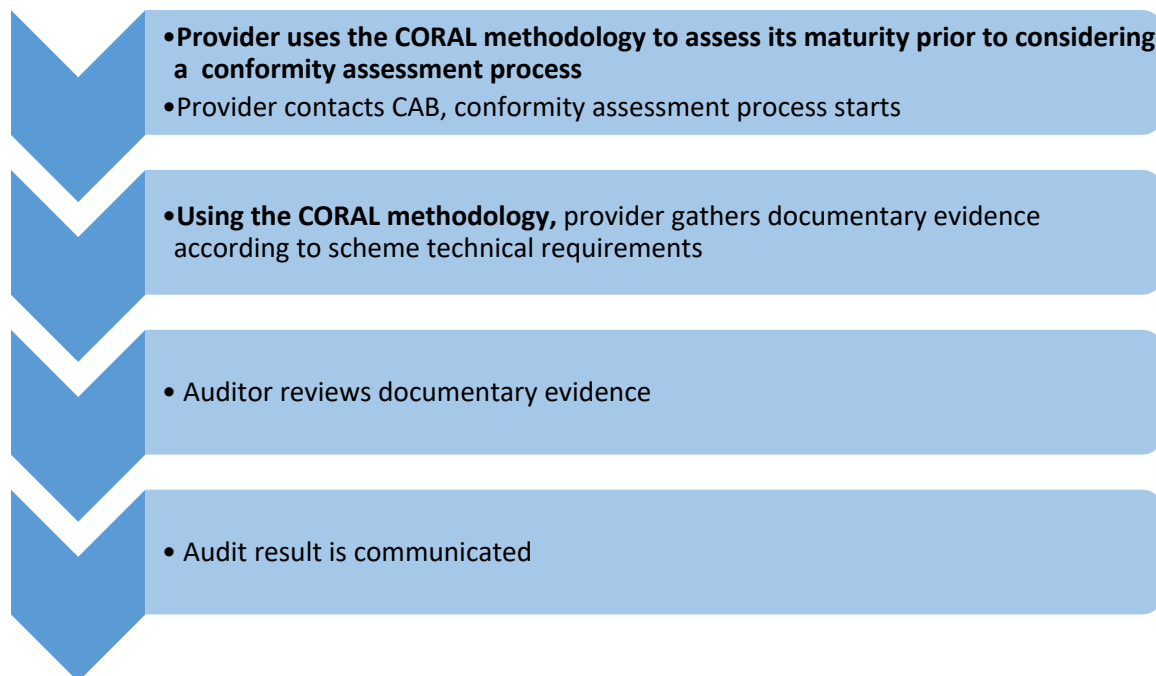 •Provider uses the CORAL methodology to assess its maturity prior to considering
a conformity assessment process
•Provider contacts CAB, conformity assessment process starts
•Using the CORAL methodology, provider gathers documentary evidence
according to scheme technical requirements
• Auditor reviews documentary evidence
• Audit result is communicated